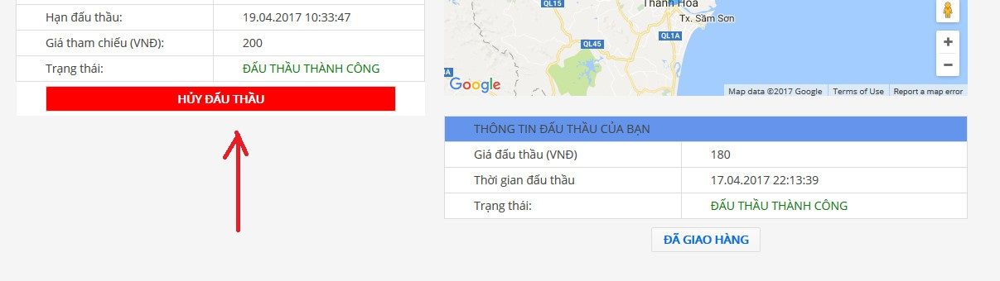 Hạn đấu thầu: 19.04.2017 10:33:47
Giá tham chiếu (VNĐ): 200
Trạng thái: ĐẤU THẦU THÀNH CÔNG
HỦY ĐẤU THẦU
QL15
Thanh Hóa
Tx. Sầm Sơn
QL1A
QL45
Google
Map data ©2017 Google Terms of Use Report a map error
THÔNG TIN ĐẤU THẦU CỦA BẠN
Giá đấu thầu (VNĐ) 180
Thời gian đấu thầu 17.04.2017 22:13:39
Trạng thái: ĐẤU THẦU THÀNH CÔNG
ĐÃ GIAO HÀNG